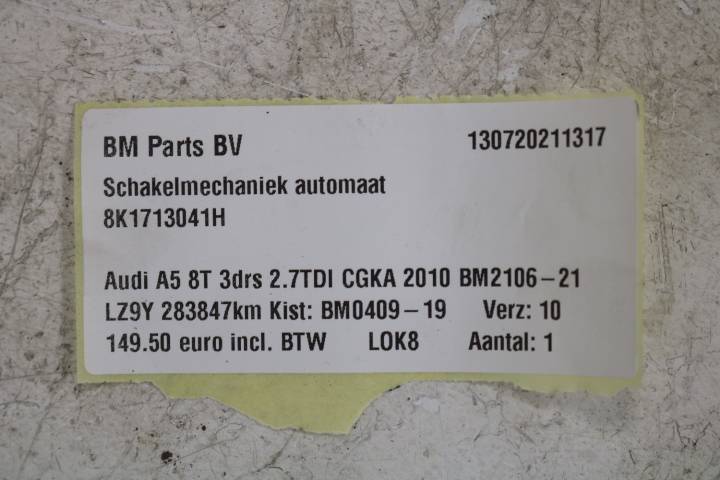 BM Parts BV 130720211317
Schakelmechaniek automaat
8K1713041H
Audi A5 8T 3drs 2.7TDI CGKA 2010 BM2106-21
LZ9Y 283847km Kist: BM0409-19 Verz: 10
149.50 euro incl. BTW LOK8 Aantal: 1